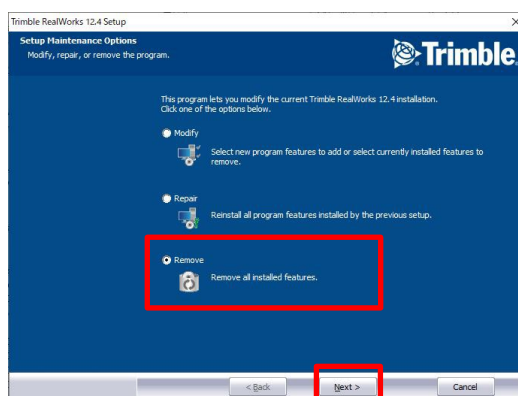 Trimble RealWorks 12.4 Setup
Setup Maintenance Options
Modify, repair, or remove the program.
Trimble
This program lets you modify the current Trimble RealWorks 12.4 installation.
Click one of the options below.
Modify
Select new program features to add or select currently installed features to
remove.
Repair
Reinstall all program features installed by the previous setup.
Remove
Remove all installed features.
< Back
Next >
Cancel